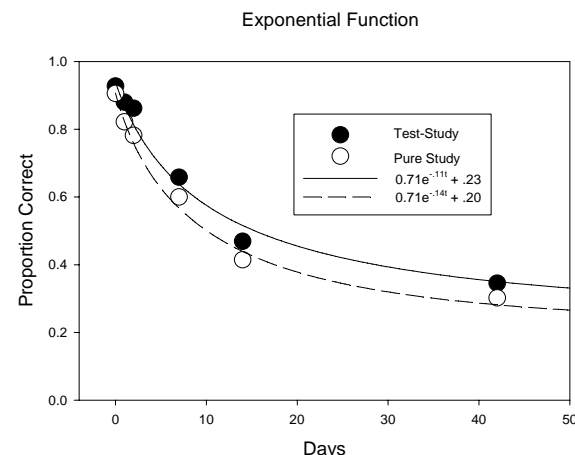 Exponential Function
Proportion Correct
1.0
0.8
0.6
0.4
0.2
0.0
Test-Study
Pure Study
0.71e^-.11t + .23
0.71e^-.14t + .20
0 10 20 30 40 50
Days